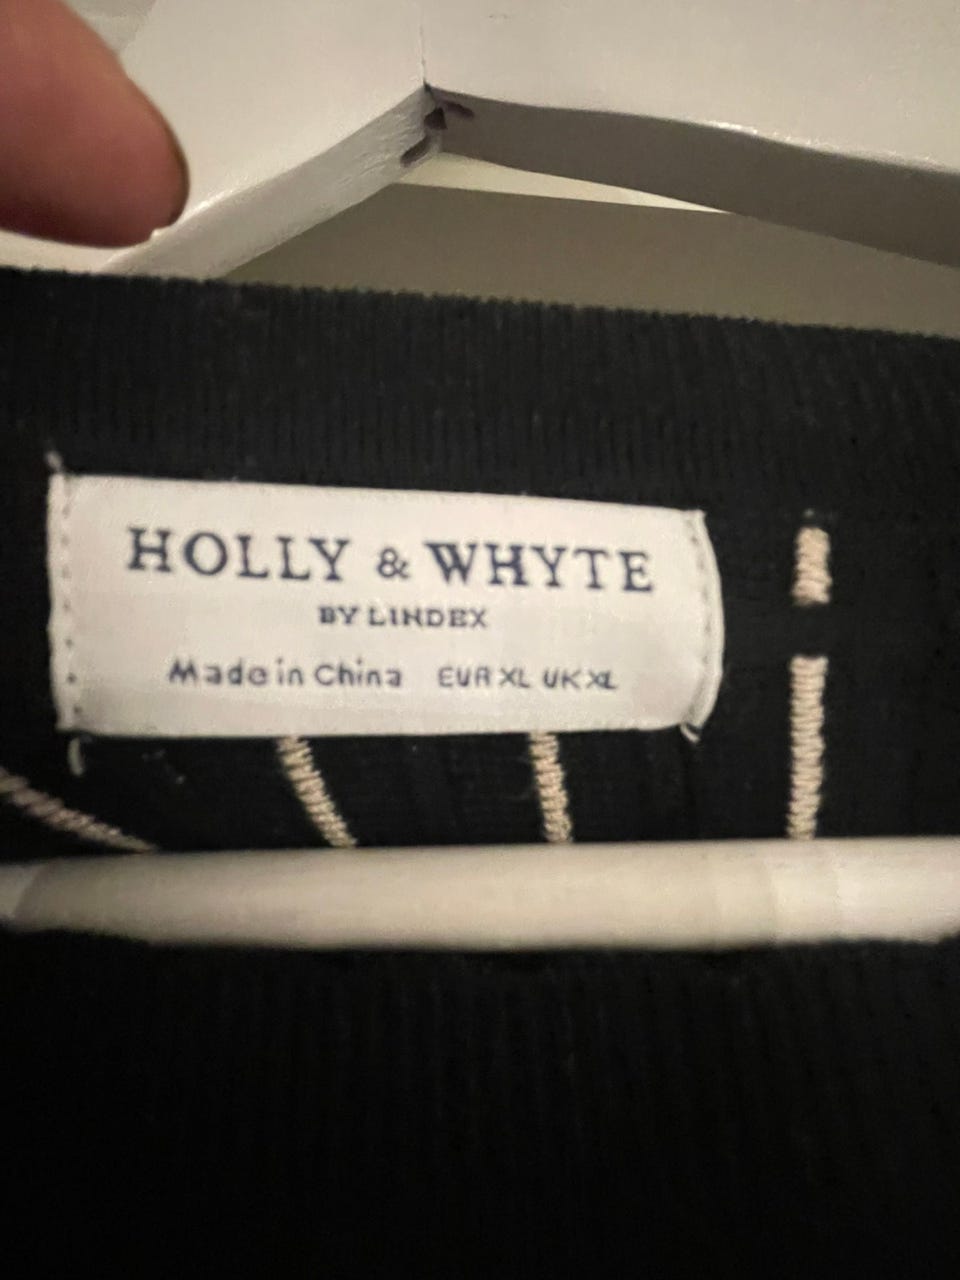 HOLLY & WHYTE
BY LINDEX
Made in China EUR XL UK XL